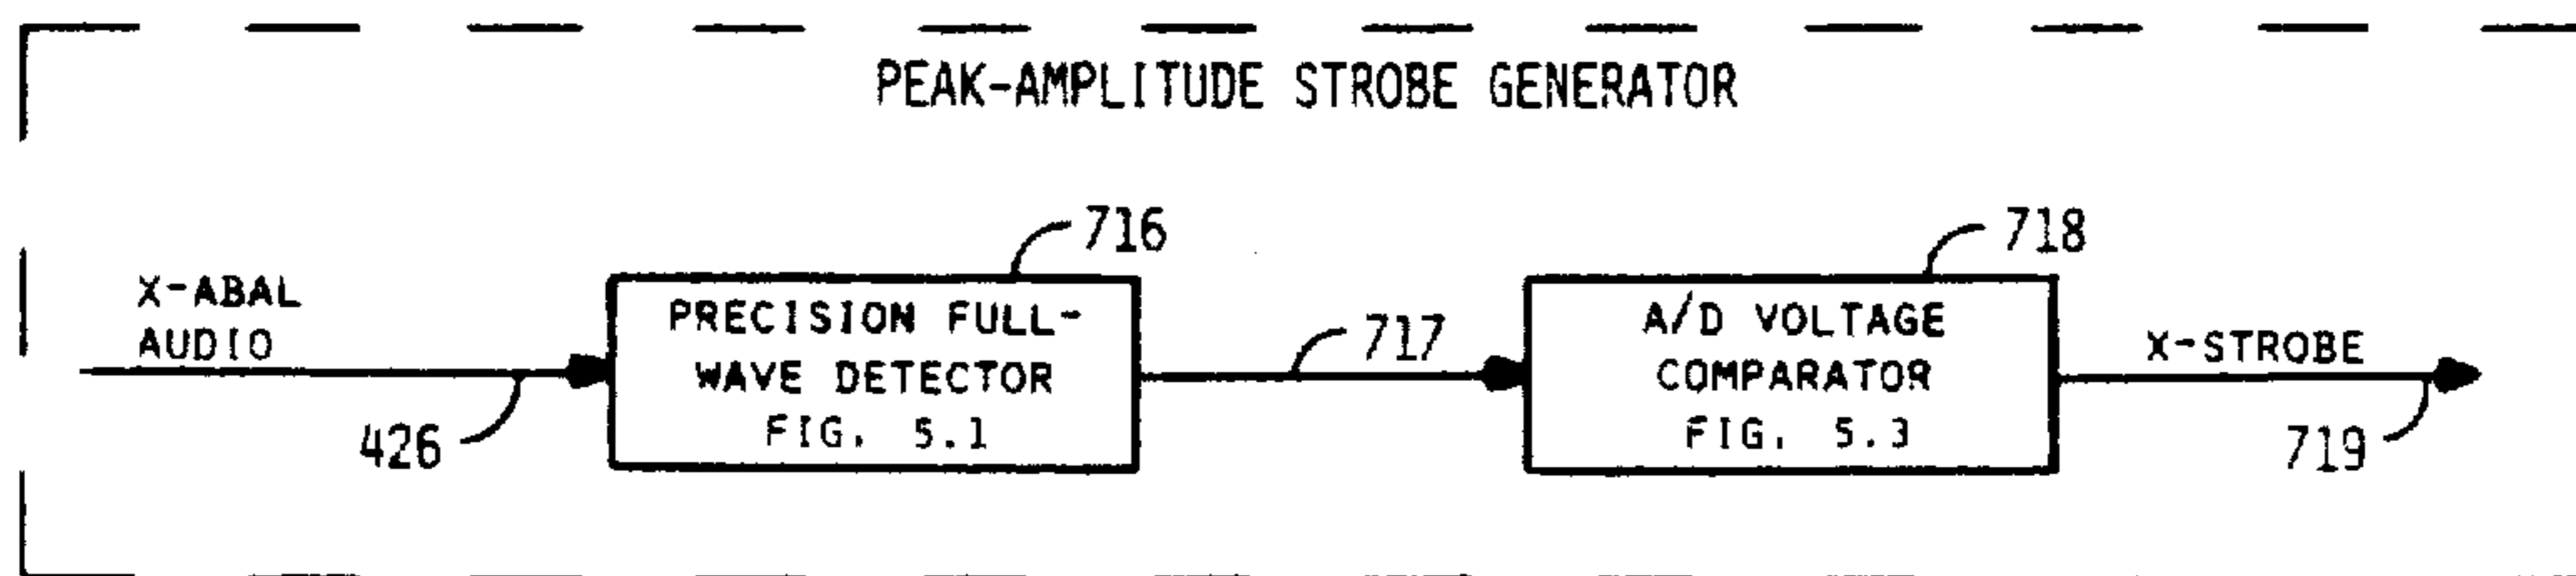 PEAK-AMPLITUDE STROBE GENERATOR
716
718
X-ABAL
AUDIO
PRECISION FULL-
WAVE DETECTOR
FIG. 5.1
717
A/D VOLTAGE
COMPARATOR
FIG. 5.3
X-STROBE
426
719